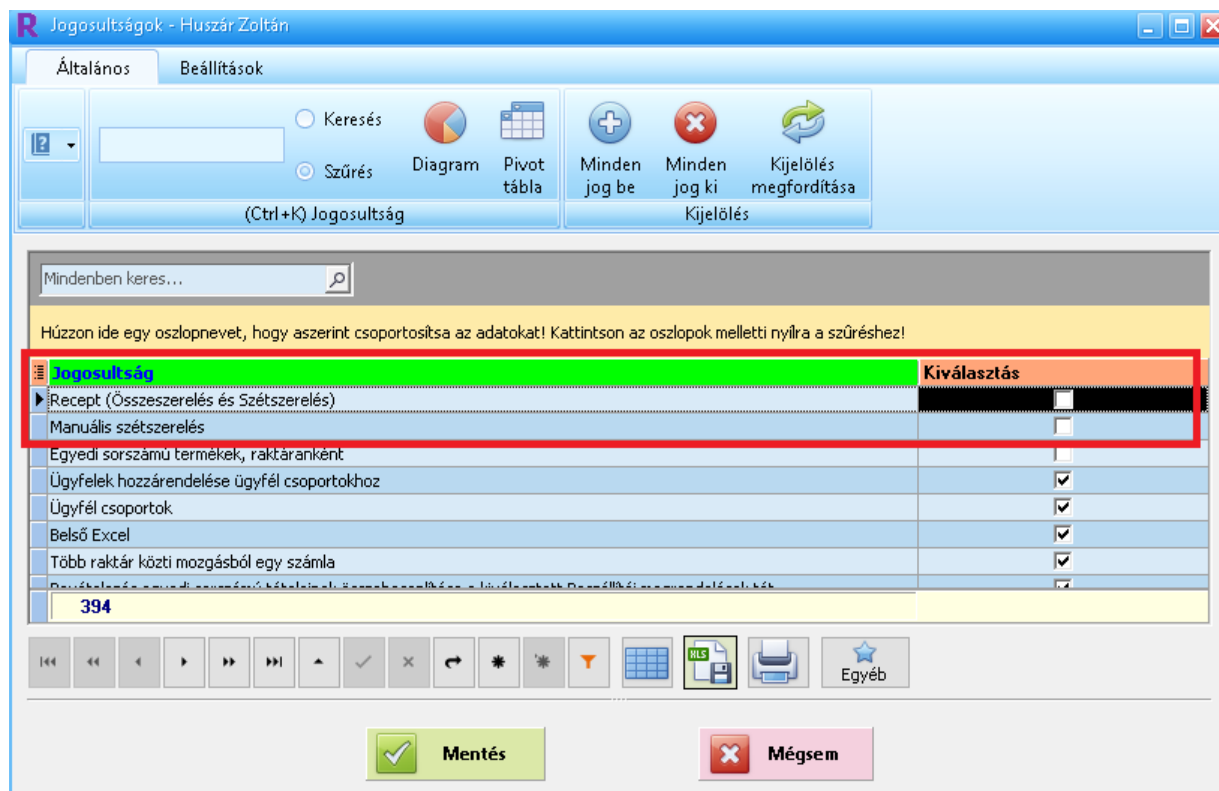 R Jogosultságok - Huszár Zoltán
Általános Beállítások
Keresés
Szűrés
Diagram
Pivot tábla
Minden jog be
Minden jog ki
Kijelölés megfordítása
(Ctrl+K) Jogosultság
Kijelölés
Mindenben keres...
Húzzon ide egy oszlopnevet, hogy aszerint csoportosítsa az adatokat! Kattintson az oszlopok melletti nyílra a szűréshez!
Jogosultság Kiválasztás
Recept (Összeszerelés és Szétszerelés)
Manuális szétszerelés
Egyedi sorszámú termékek, raktáranként
Ügyfelek hozzárendelése ügyfél csoportokhoz
Ügyfél csoportok
Belső Excel
Több raktár közti mozgásból egy számla
394
XLS
Egyéb
Mentés
Mégsem